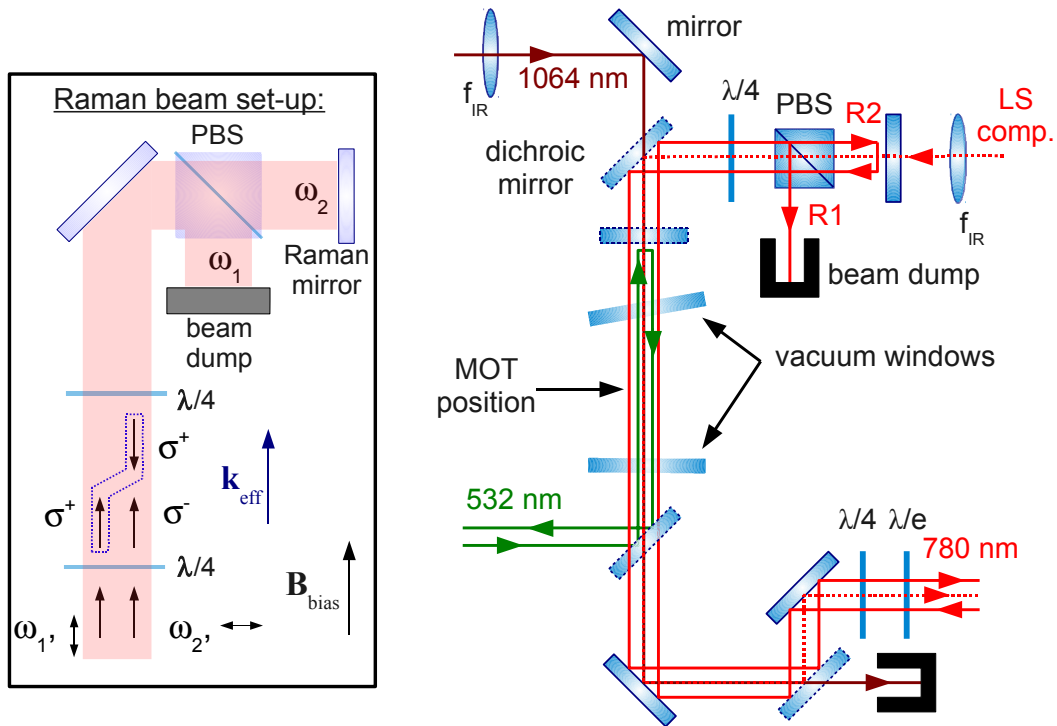 Raman beam set-up:
PBS
ω2
Raman
mirror
ω1
beam
dump
λ/4
σ+
keff
σ+
σ-
λ/4
Bbias
ω1,
ω2,
mirror
1064 nm
fIR
λ/4
PBS
R2
LS
comp.
dichroic
mirror
R1
fIR
beam dump
vacuum windows
MOT
position
532 nm
λ/4
λ/e
780 nm